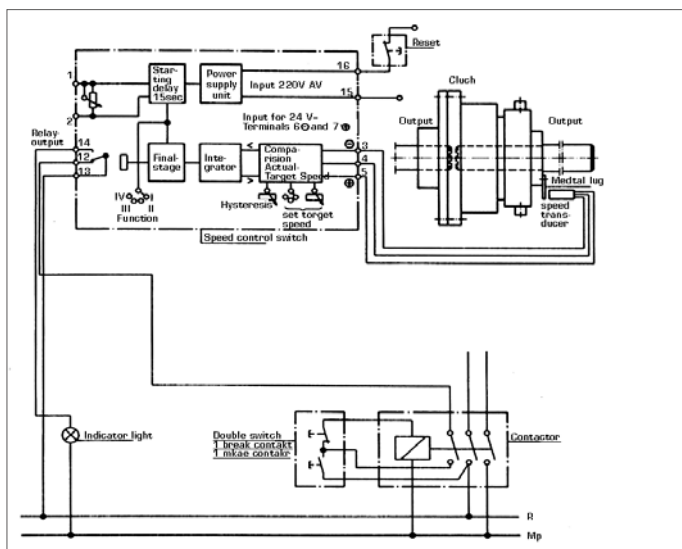 Reset
1
Star-
ting
delay
15sec
Power
supply
unit
16
Input 220V AV
15
2
Input for 24 V=
Terminals 6⊖and 7⊕
Cluch
Output
Output
Relay-
output
14
12
13
Final-
stage
Inte-
grator
<
>
Compa-
rision
Actual-
Target Speed
⊖
3
4
⊕
5
Medtal lug
speed
trans-
ducer
IV
I
III
II
Function
Hysteresis
set torget
speed
Speed control switch
Indicator light
Double switch
1 break contakt
1 mkae contakr
Contactor
R
Mp